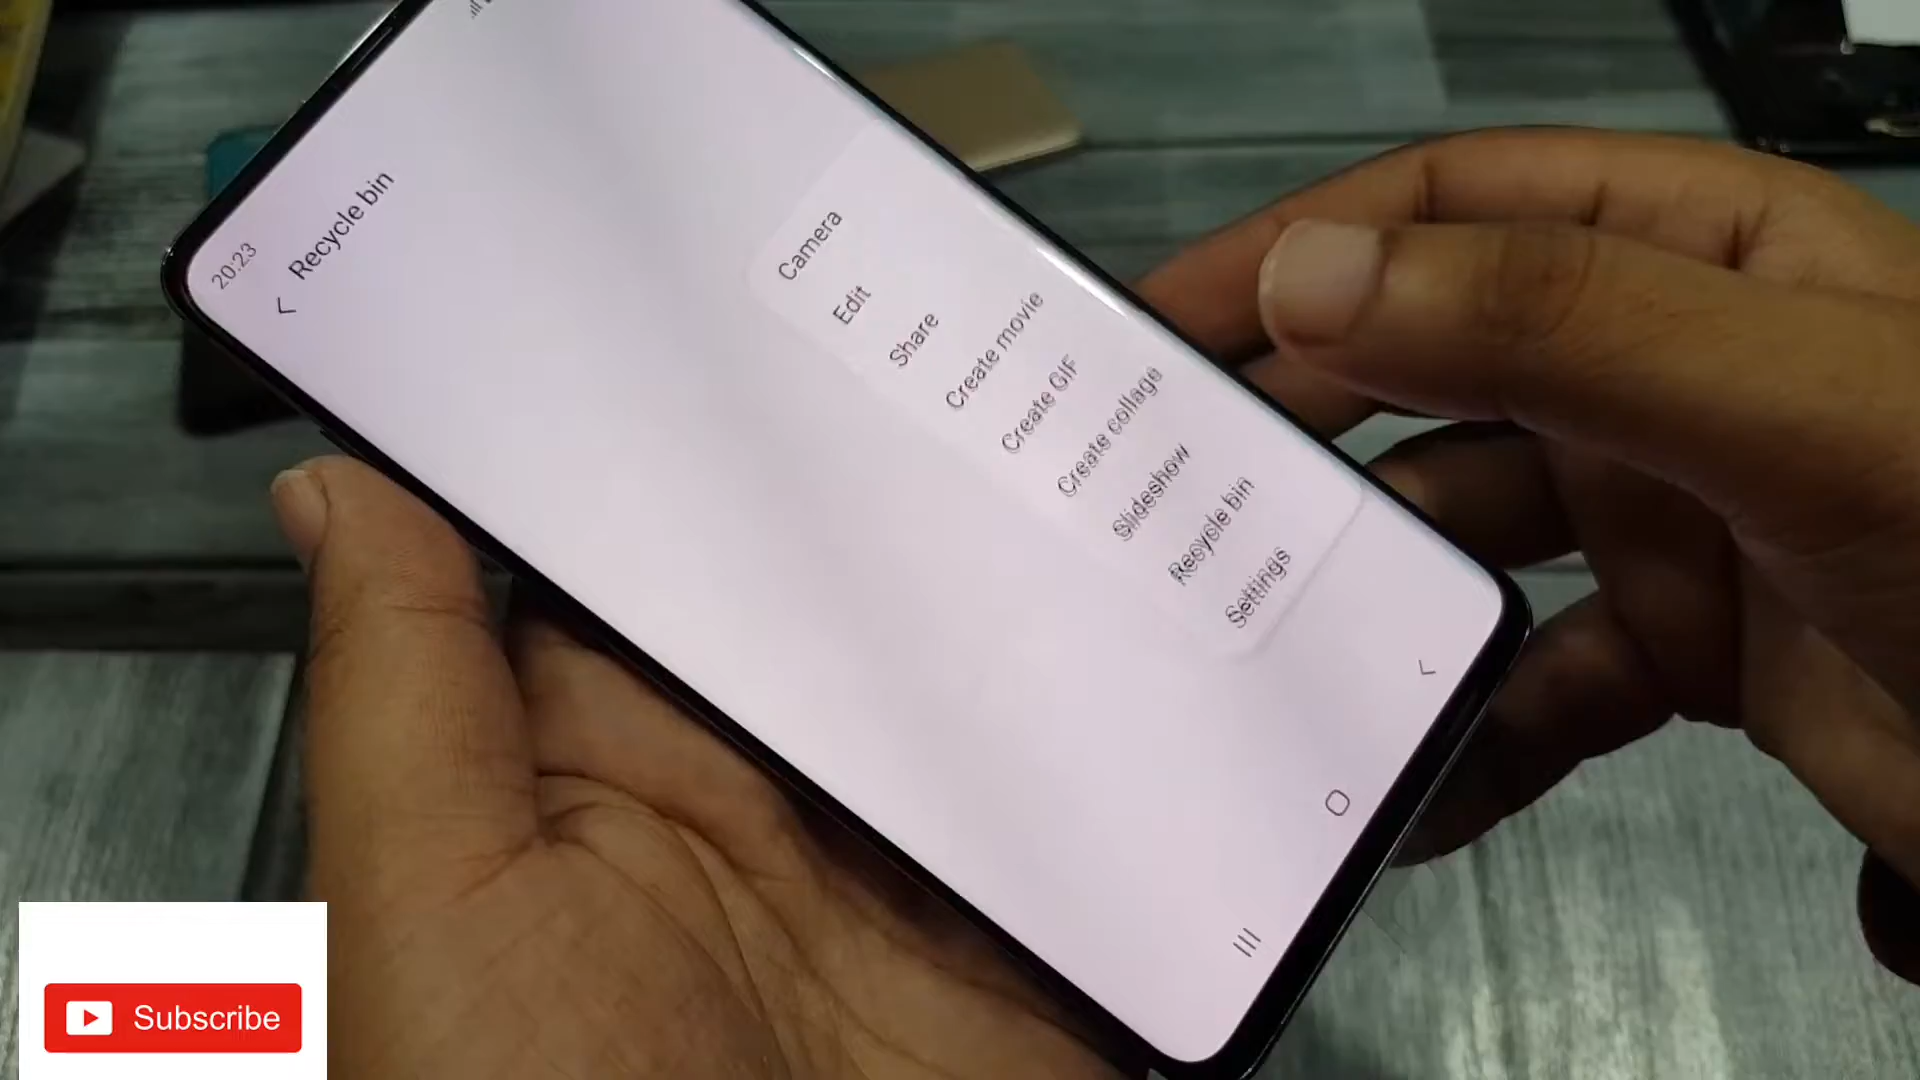 20:23
Recycle bin
Camera
Edit
Share
Create movie
Create GIF
Create collage
Slideshow
Recycle bin
Settings
Subscribe